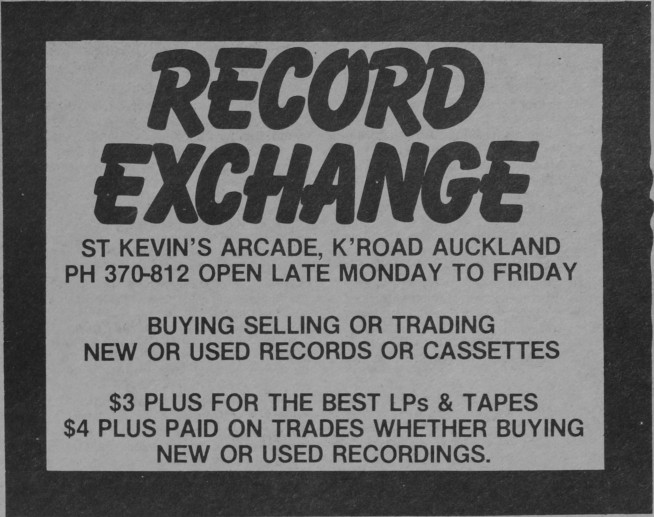 RECORD
EXCHANGE
ST KEVIN'S ARCADE, K'ROAD AUCKLAND
PH 370-812 OPEN LATE MONDAY TO FRIDAY
BUYING SELLING OR TRADING
NEW OR USED RECORDS OR CASSETTES
$3 PLUS FOR THE BEST LPs & TAPES
$4 PLUS PAID ON TRADES WHETHER BUYING
NEW OR USED RECORDINGS.